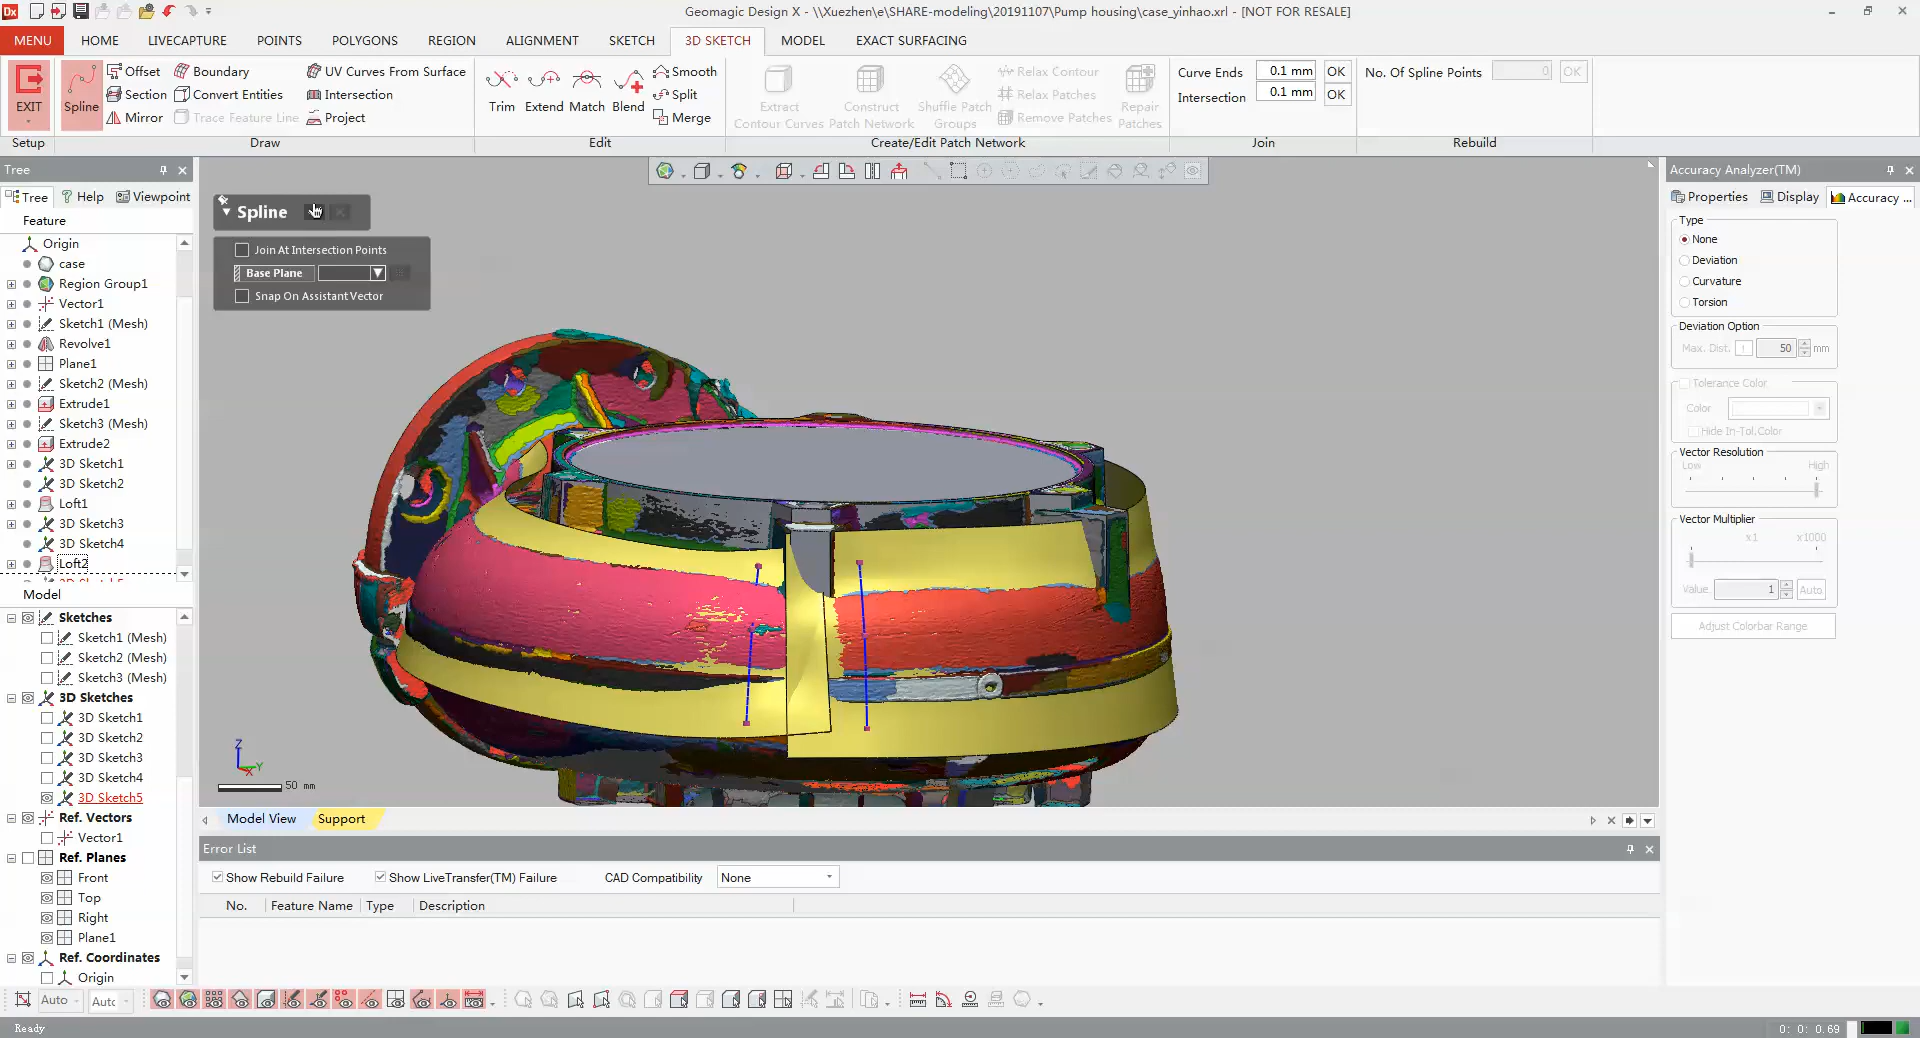 Geomagic Design X - \\Xuezhen\e\SHARE-modeling\20191107\Pump housing\case_yinhao.xrl - [NOT FOR RESALE]
MENU HOME LIVECAPTURE POINTS POLYGONS REGION ALIGNMENT SKETCH 3D SKETCH MODEL EXACT SURFACING
EXIT
Setup
Spline
Offset Boundary UV Curves From Surface
Section Convert Entities Intersection
Mirror Trace Feature Line Project
Draw
Trim Extend Match Blend
Smooth
Split
Merge
Edit
Extract Contour Curves
Construct Patch Network
Shuffle Patch Groups
Relax Contour
Relax Patches
Remove Patches
Repair Patches
Create/Edit Patch Network
Curve Ends 0.1 mm OK
Intersection 0.1 mm OK
Join
No. Of Spline Points 0 OK
Rebuild
Tree
Tree Help Viewpoint
Feature
Origin
case
Region Group1
Vector1
Sketch1 (Mesh)
Revolve1
Plane1
Sketch2 (Mesh)
Extrude1
Sketch3 (Mesh)
Extrude2
3D Sketch1
3D Sketch2
Loft1
3D Sketch3
3D Sketch4
Loft2
Model
Sketches
Sketch1 (Mesh)
Sketch2 (Mesh)
Sketch3 (Mesh)
3D Sketches
3D Sketch1
3D Sketch2
3D Sketch3
3D Sketch4
3D Sketch5
Ref. Vectors
Vector1
Ref. Planes
Front
Top
Right
Plane1
Ref. Coordinates
Origin
Spline
Join At Intersection Points
Base Plane
Snap On Assistant Vector
Z
Y
X
50 mm
Model View Support
Error List
Show Rebuild Failure Show LiveTransfer(TM) Failure CAD Compatibility None
No. Feature Name Type Description
Accuracy Analyzer(TM)
Properties Display Accuracy ...
Type
None
Deviation
Curvature
Torsion
Deviation Option
Max. Dist. ! 50 mm
Tolerance Color
Color
Hide In-Tol.Color
Vector Resolution
Low High
Vector Multiplier
x1 x1000
Value 1 Auto
Adjust Colorbar Range
Auto Autc
Ready
0: 0: 0.69